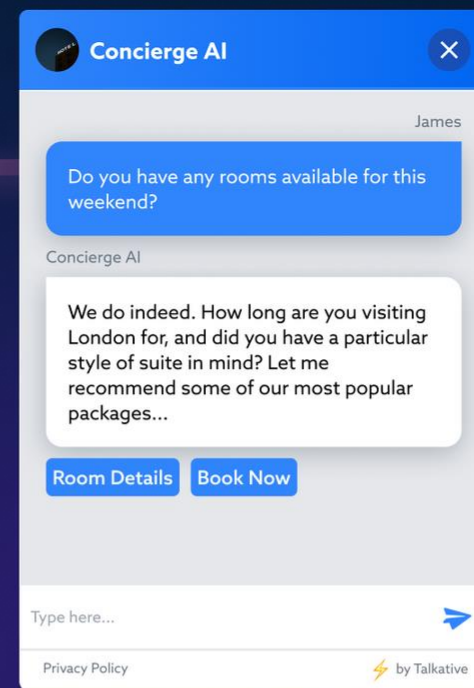 Concierge AI
James
Do you have any rooms available for this
weekend?
Concierge AI
We do indeed. How long are you visiting
London for, and did you have a particular
style of suite in mind? Let me
recommend some of our most popular
packages...
Room Details Book Now
Type here...
Privacy Policy by Talkative